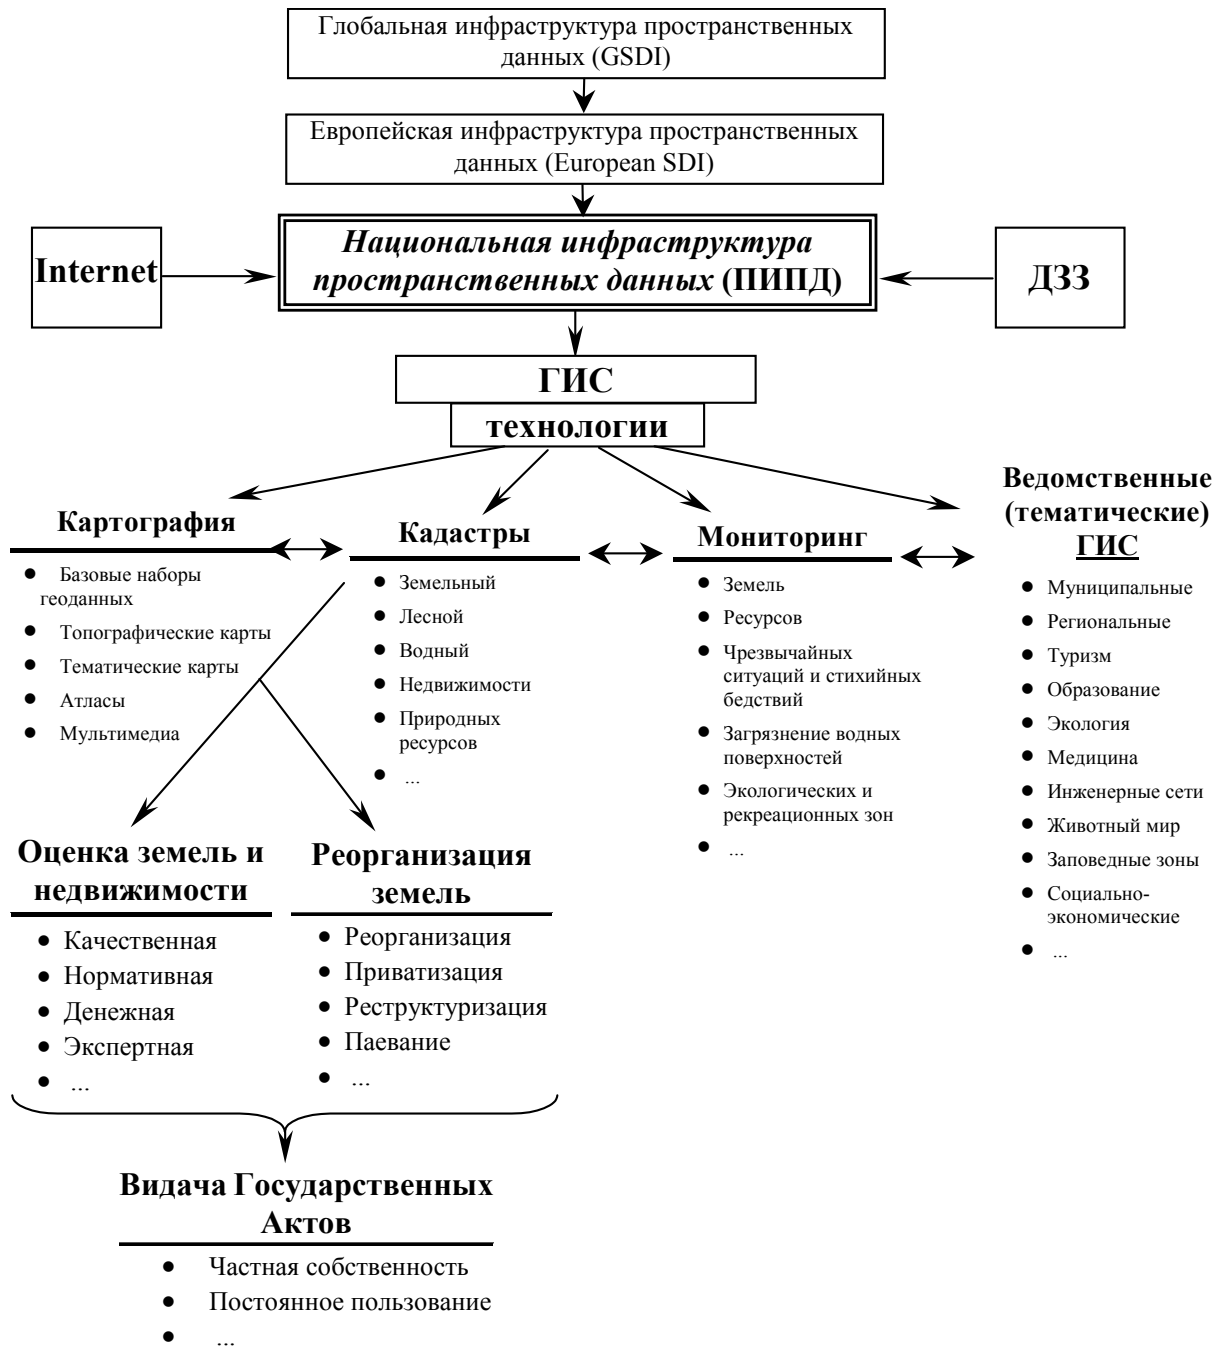 Глобальная инфраструктура пространственных
данных (GSDI)
Европейская инфраструктура пространственных
данных (European SDI)
Internet
Национальная инфраструктура
пространственных данных (ПИПД)
ДЗЗ
ГИС
технологии
Картография
● Базовые наборы
геоданных
● Топографические карты
● Тематические карты
● Атласы
● Мультимедиа
Кадастры
● Земельный
● Лесной
● Водный
● Недвижимости
● Природных
ресурсов
● ...
Мониторинг
● Земель
● Ресурсов
● Чрезвычайных
ситуаций и стихийных
бедствий
● Загрязнение водных
поверхностей
● Экологических и
рекреационных зон
● ...
Ведомственные
(тематические)
ГИС
● Муниципальные
● Региональные
● Туризм
● Образование
● Экология
● Медицина
● Инженерные сети
● Животный мир
● Заповедные зоны
● Социально-
экономические
● ...
Оценка земель и
недвижимости
● Качественная
● Нормативная
● Денежная
● Экспертная
● ...
Реорганизация
земель
● Реорганизация
● Приватизация
● Реструктуризация
● Паевание
● ...
Видача Государственных
Актов
● Частная собственность
● Постоянное пользование
● ...